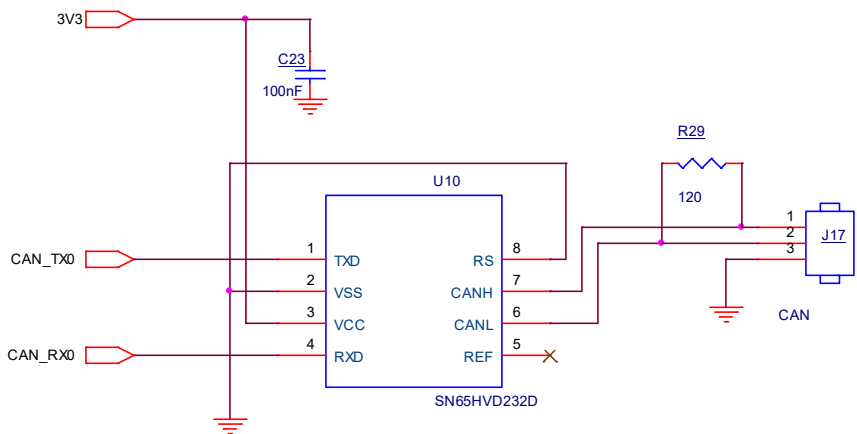 3V3
C23
100nF
R29
120
U10
CAN_TX0
CAN_RX0
1 TXD
2 VSS
3 VCC
4 RXD
RS 8
CANH 7
CANL 6
REF 5
SN65HVD232D
1
2
3
J17
CAN